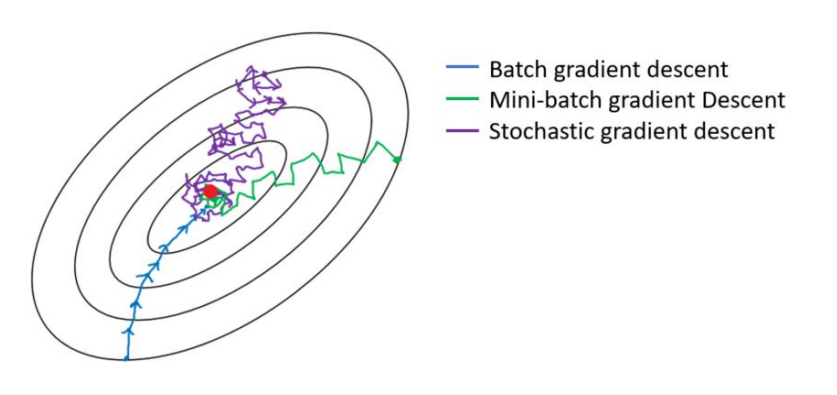 Batch gradient descent
Mini-batch gradient Descent
Stochastic gradient descent